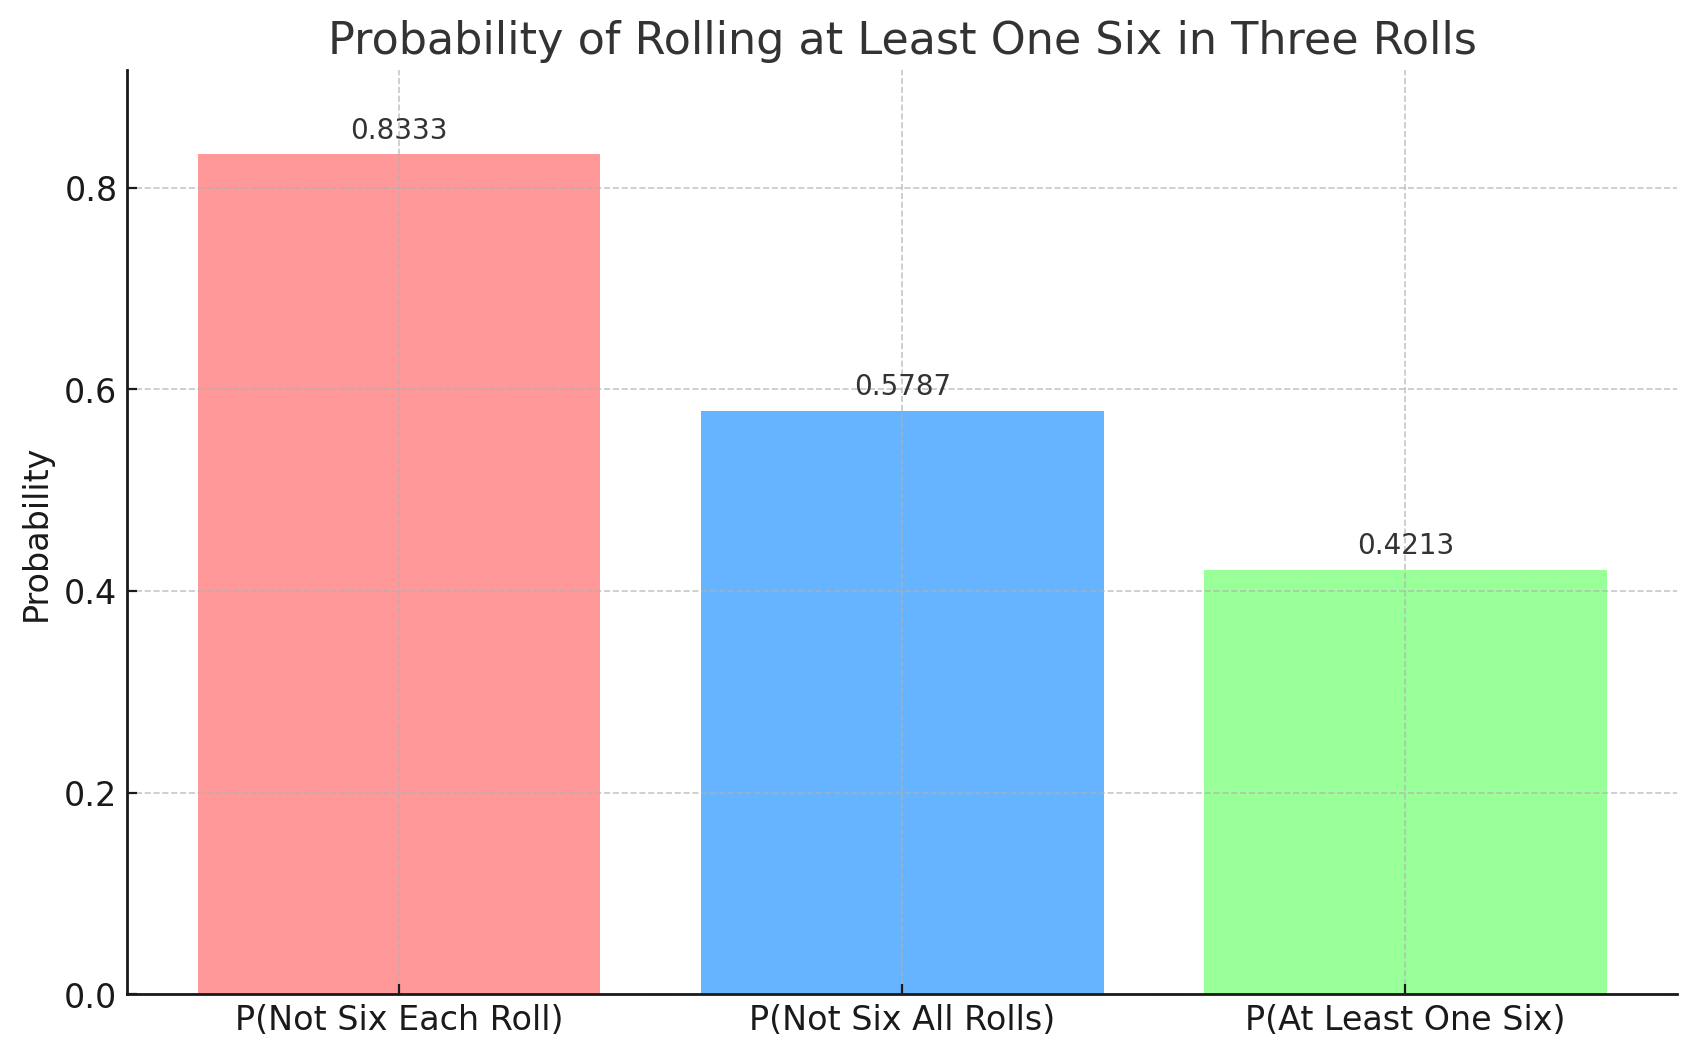 Probability of Rolling at Least One Six in Three Rolls
Probability
0.8
0.6
0.4
0.2
0.0
0.8333
0.5787
0.4213
P(Not Six Each Roll)
P(Not Six All Rolls)
P(At Least One Six)